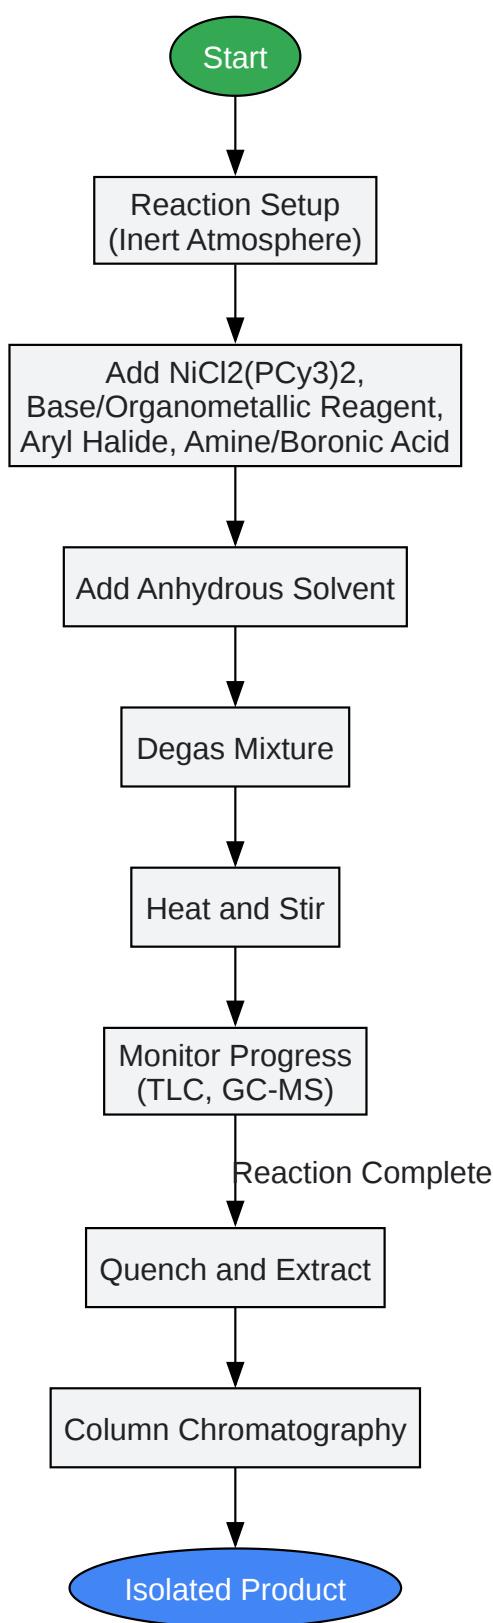 Start
Reaction Setup
(Inert Atmosphere)
Add NiCl2(PCy3)2,
Base/Organometallic Reagent,
Aryl Halide, Amine/Boronic Acid
Add Anhydrous Solvent
Degas Mixture
Heat and Stir
Monitor Progress
(TLC, GC-MS)
Reaction Complete
Quench and Extract
Column Chromatography
Isolated Product